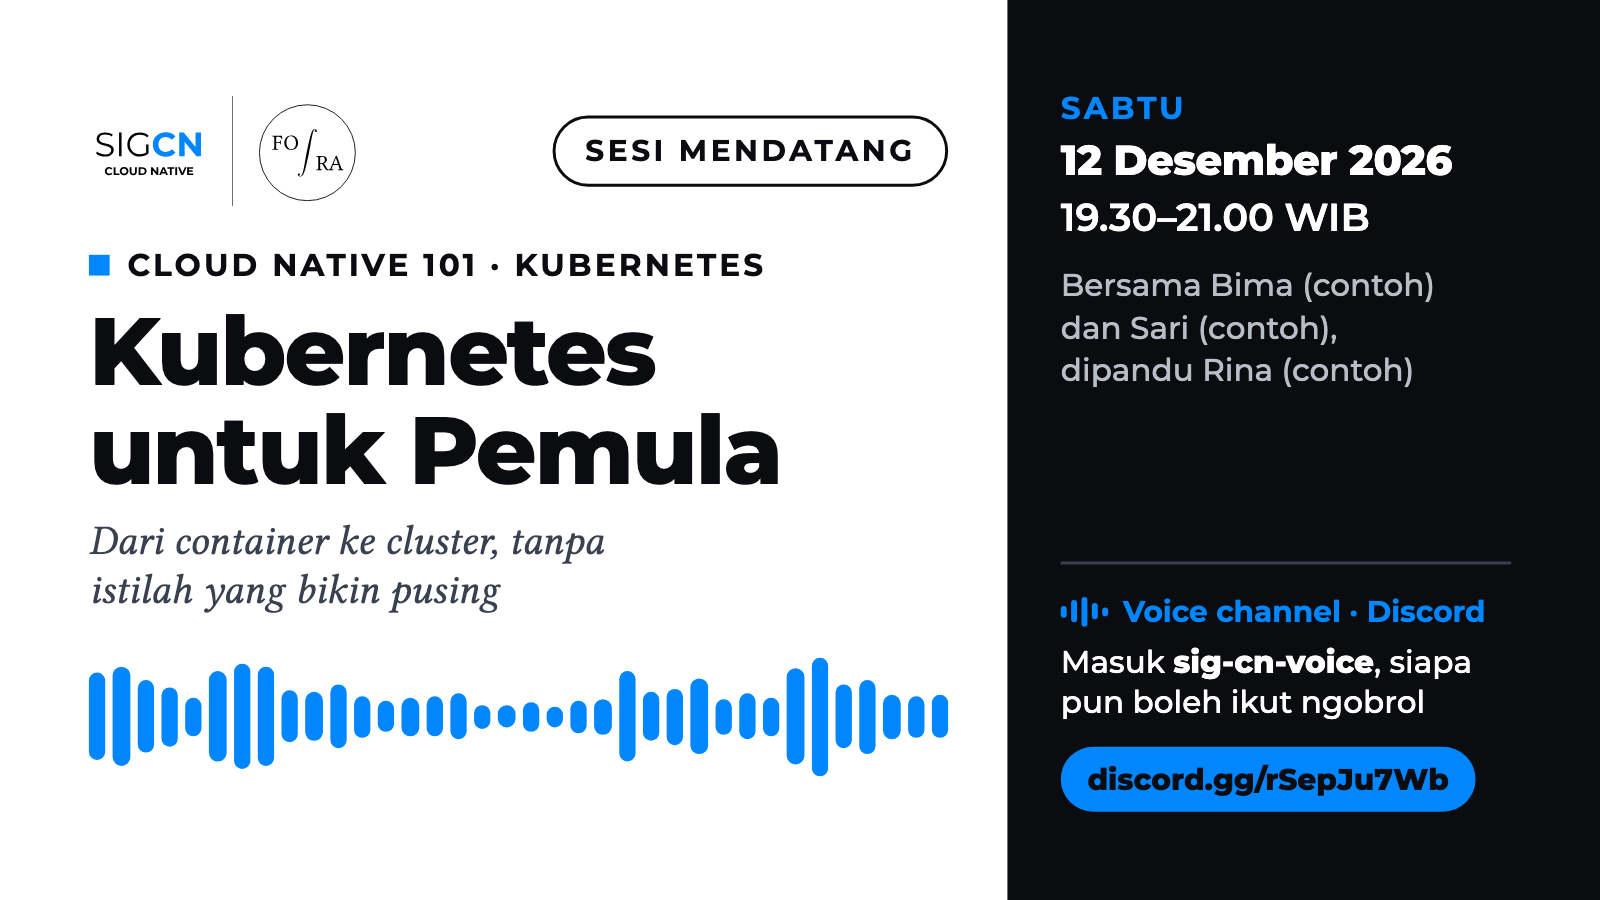 SIGCN
CLOUD NATIVE
FO
RA
SESI MENDATANG
CLOUD NATIVE 101 · KUBERNETES
Kubernetes
untuk Pemula
Dari container ke cluster, tanpa
istilah yang bikin pusing
SABTU
12 Desember 2026
19.30–21.00 WIB
Bersama Bima (contoh)
dan Sari (contoh),
dipandu Rina (contoh)
Voice channel · Discord
Masuk sig-cn-voice, siapa
pun boleh ikut ngobrol
discord.gg/rSepJu7Wb